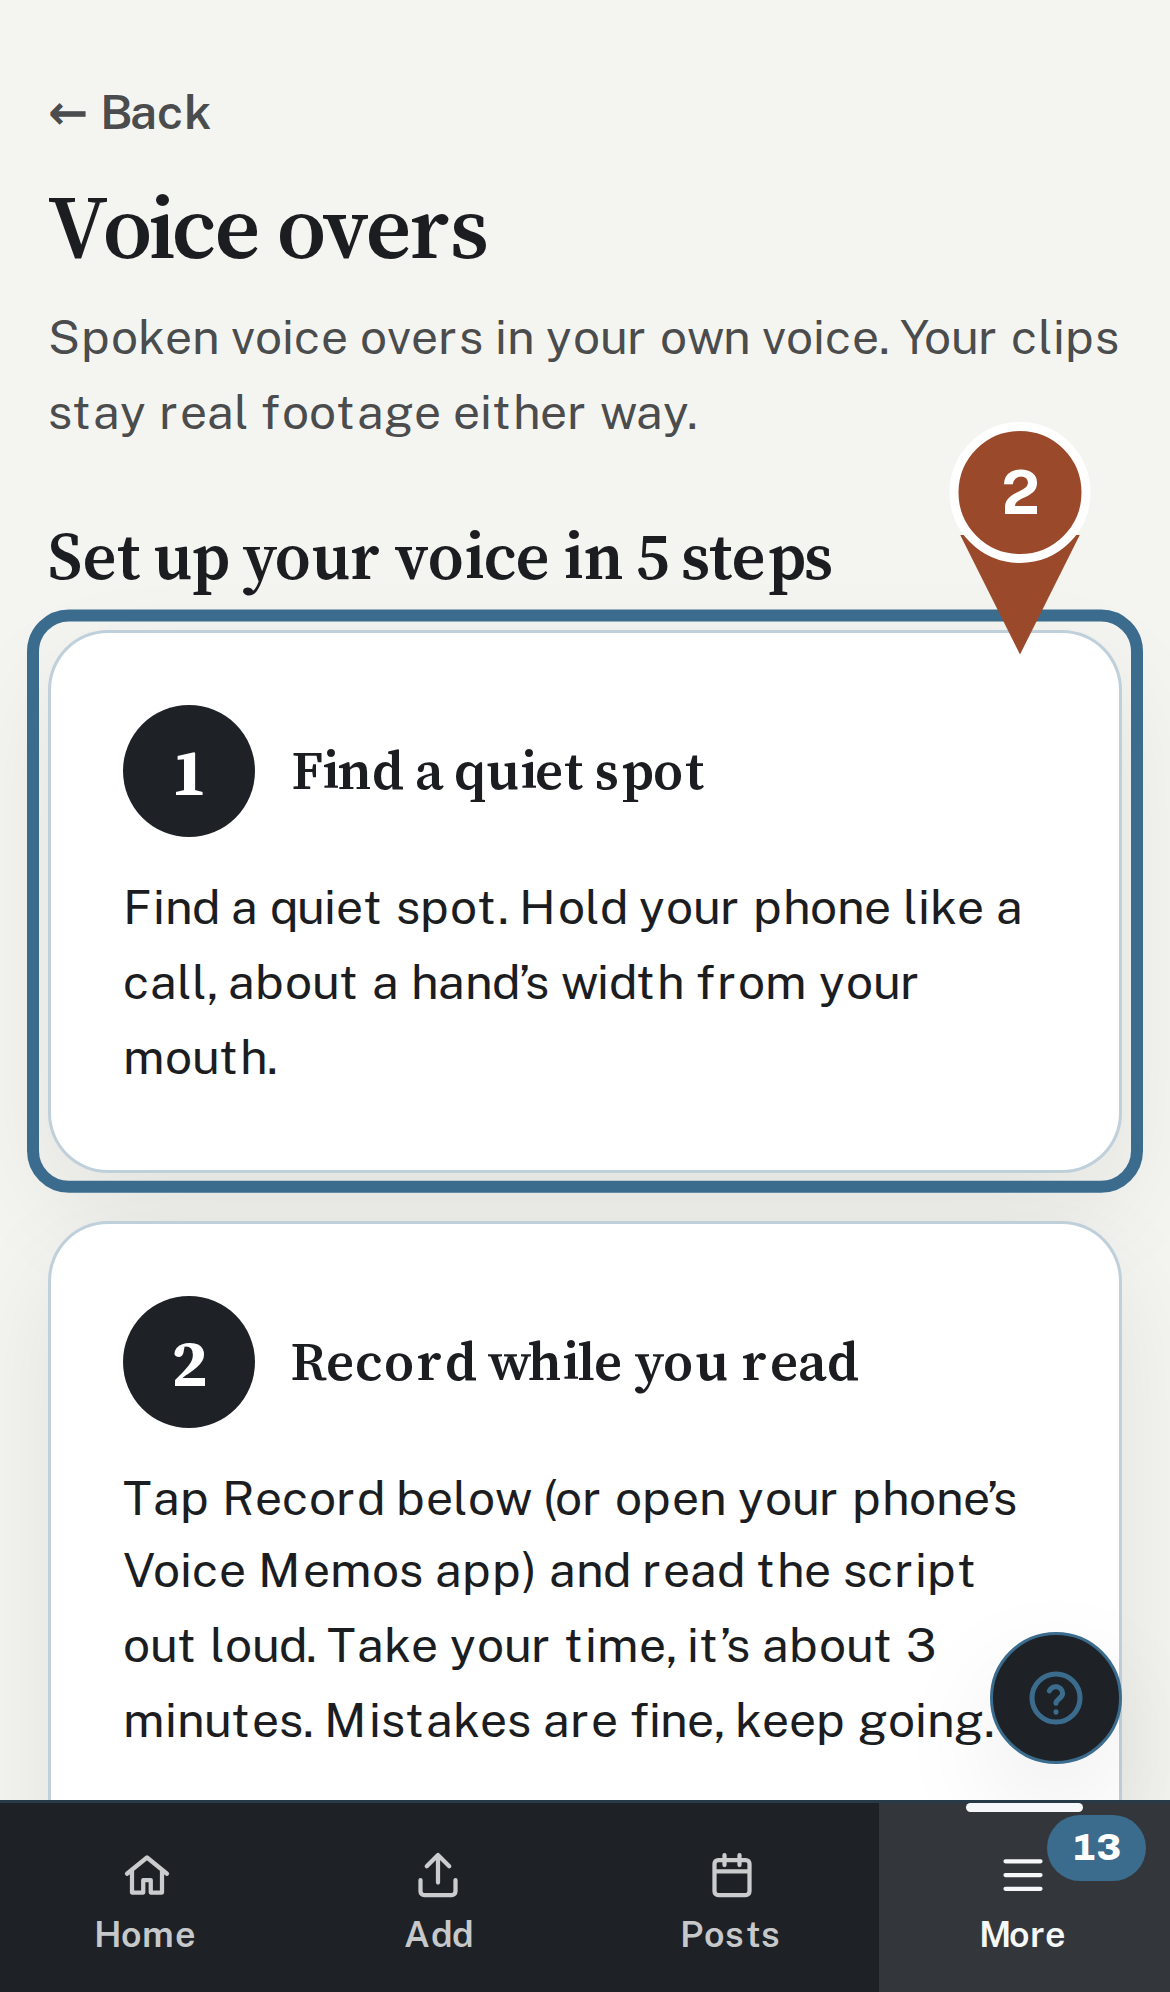 ← Back
Voice overs
Spoken voice overs in your own voice. Your clips
stay real footage either way.
2
Set up your voice in 5 steps
1
Find a quiet spot
Find a quiet spot. Hold your phone like a
call, about a hand’s width from your
mouth.
2
Record while you read
Tap Record below (or open your phone’s
Voice Memos app) and read the script
out loud. Take your time, it’s about 3
minutes. Mistakes are fine, keep going.
?
13
Home
Add
Posts
More